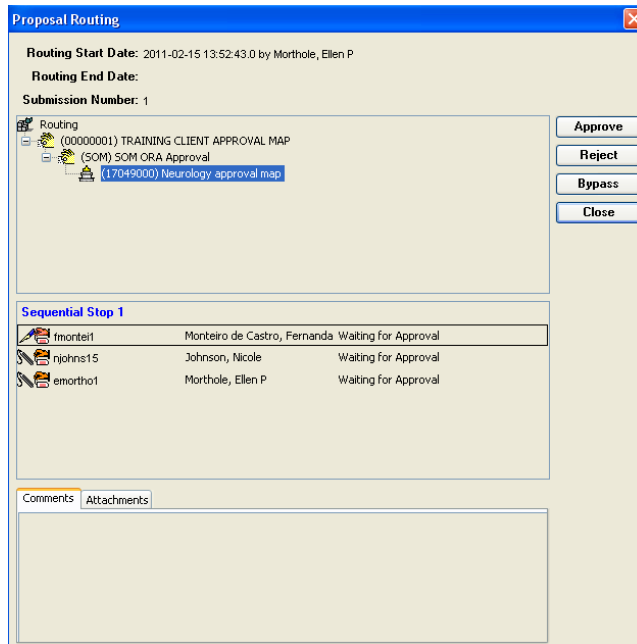 Proposal Routing
Routing Start Date: 2011-02-15 13:52:43.0 by Morthole, Ellen P
Routing End Date:
Submission Number: 1
Routing
(00000001) TRAINING CLIENT APPROVAL MAP
(SOM) SOM ORA Approval
(17049000) Neurology approval map
Approve
Reject
Bypass
Close
Sequential Stop 1
fmontei1 Monteiro de Castro, Fernanda Waiting for Approval
njohns15 Johnson, Nicole Waiting for Approval
emortho1 Morthole, Ellen P Waiting for Approval
Comments Attachments